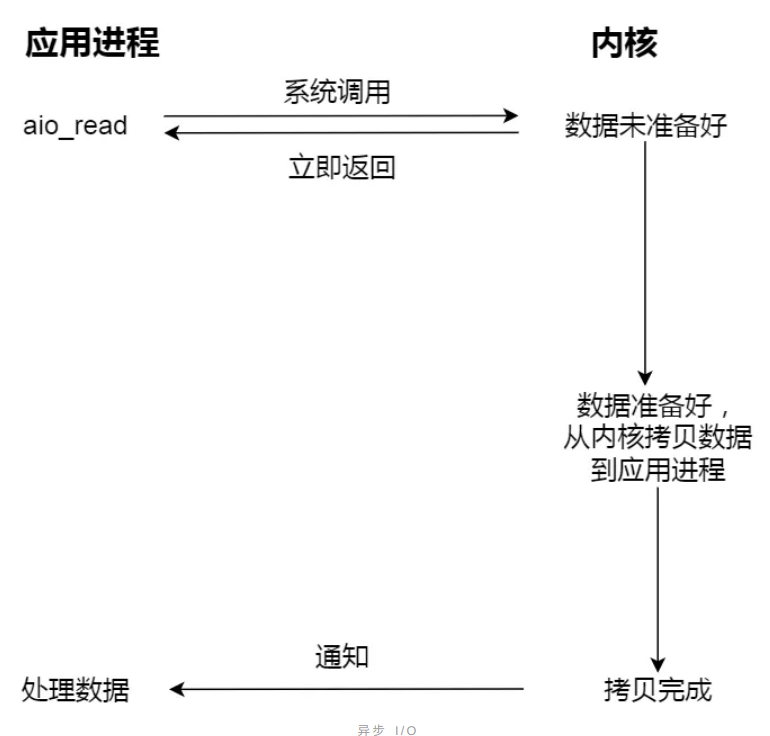 应用进程
内核
系统调用
aio_read
数据未准备好
立即返回
数据准备好，
从内核拷贝数据
到应用进程
通知
处理数据
拷贝完成
异步 I/O